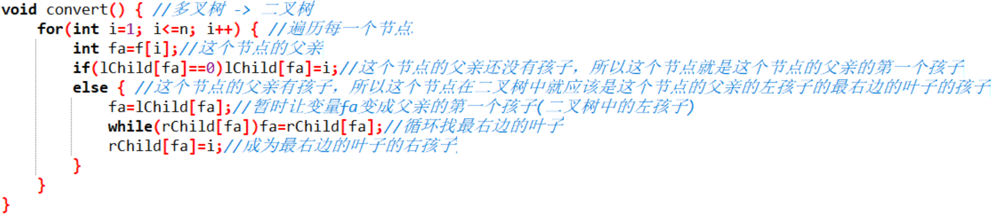 void convert() { //多叉树 -> 二叉树
    for(int i=1; i<=n; i++) { //遍历每一个节点
        int fa=f[i];//这个节点的父亲
        if(lChild[fa]==0)lChild[fa]=i;//这个节点的父亲还没有孩子，所以这个节点就是这个节点的父亲的第一个孩子
        else { //这个节点的父亲有孩子，所以这个节点在二叉树中就应该是这个节点的父亲的左孩子的最右边的叶子的孩子
            fa=lChild[fa];//暂时让变量fa变成父亲的第一个孩子(二叉树中的左孩子)
            while(rChild[fa])fa=rChild[fa];//循环找最右边的叶子
            rChild[fa]=i;//成为最右边的叶子的右孩子
        }
    }
}